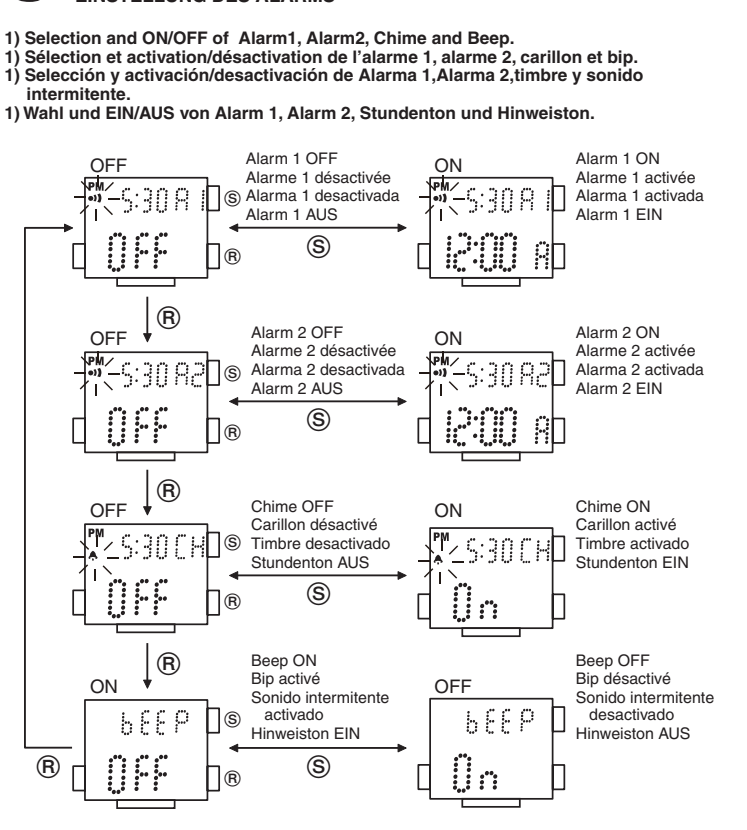 EINSTELLUNG DES ALARMS
1) Selection and ON/OFF of Alarm1, Alarm2, Chime and Beep.
1) Sélection et activation/désactivation de l'alarme 1, alarme 2, carillon et bip.
1) Selección y activación/desactivación de Alarma 1,Alarma 2,timbre y sonido
intermitente.
1) Wahl und EIN/AUS von Alarm 1, Alarm 2, Stundenton und Hinweiston.
OFF
PM
5:30 A1
OFF
S
R
Alarm 1 OFF
Alarme 1 désactivée
Alarma 1 desactivada
Alarm 1 AUS
S
ON
PM
5:30 A1
12:00 A
Alarm 1 ON
Alarme 1 activée
Alarma 1 activada
Alarm 1 EIN
R
OFF
PM
5:30 A2
OFF
S
R
Alarm 2 OFF
Alarme 2 désactivée
Alarma 2 desactivada
Alarm 2 AUS
S
ON
PM
5:30 A2
12:00 A
Alarm 2 ON
Alarme 2 activée
Alarma 2 activada
Alarm 2 EIN
R
OFF
PM
5:30 CH
OFF
S
R
Chime OFF
Carillon désactivé
Timbre desactivado
Stundenton AUS
S
ON
PM
5:30 CH
On
Chime ON
Carillon activé
Timbre activado
Stundenton EIN
R
ON
bEEP
OFF
S
R
Beep ON
Bip activé
Sonido intermitente
activado
Hinweiston EIN
S
OFF
bEEP
On
Beep OFF
Bip désactivé
Sonido intermitente
desactivado
Hinweiston AUS
R